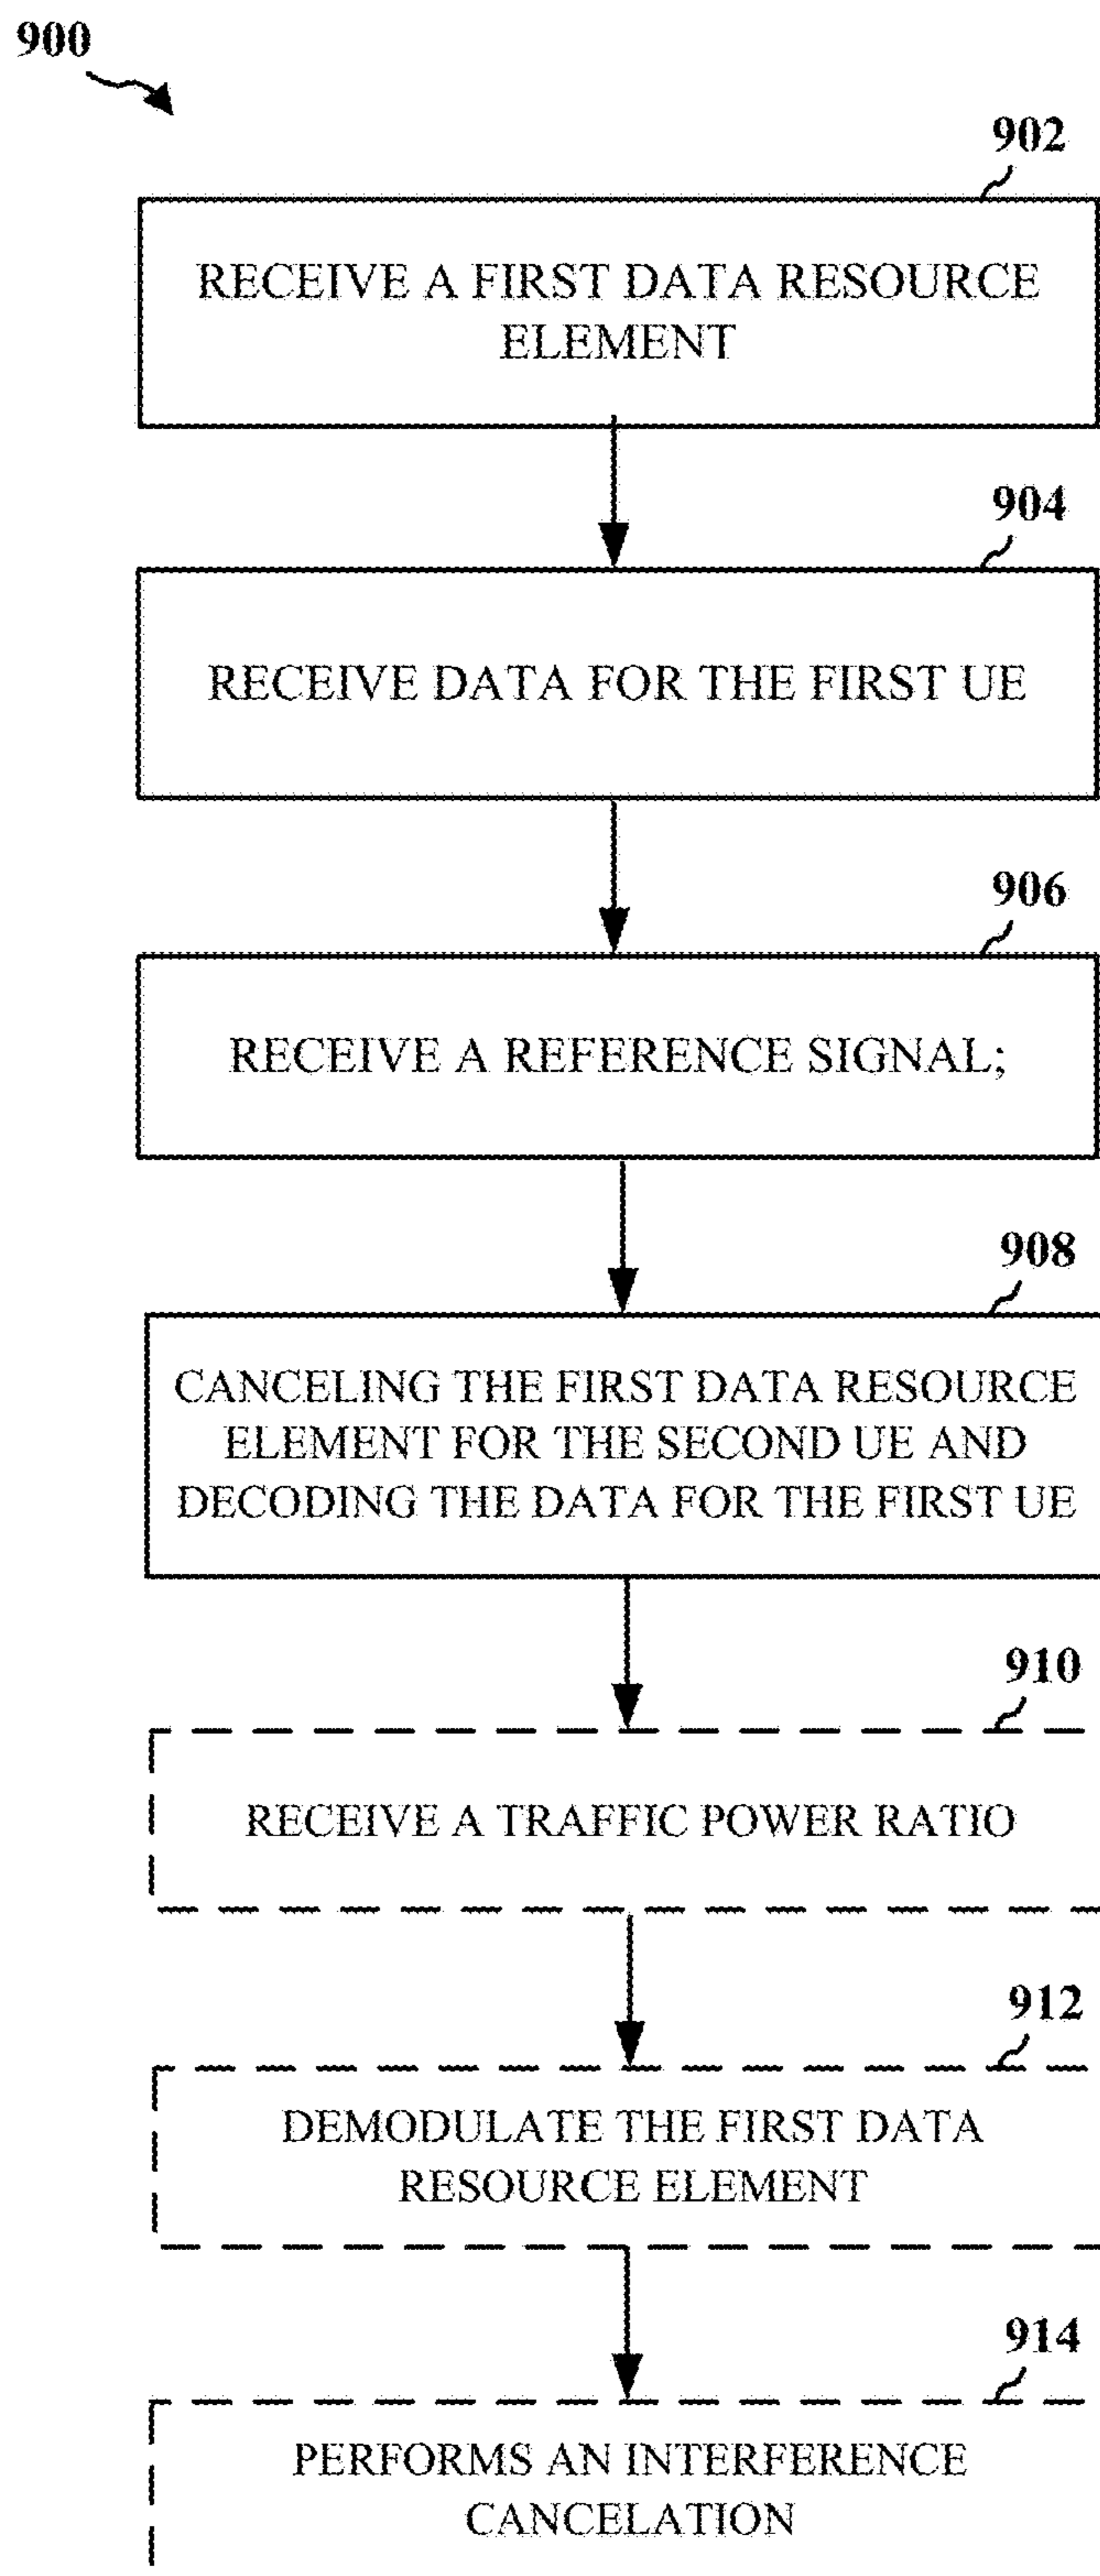 900
902
RECEIVE A FIRST DATA RESOURCE
ELEMENT
904
RECEIVE DATA FOR THE FIRST UE
906
RECEIVE A REFERENCE SIGNAL;
908
CANCELING THE FIRST DATA RESOURCE
ELEMENT FOR THE SECOND UE AND
DECODING THE DATA FOR THE FIRST UE
910
RECEIVE A TRAFFIC POWER RATIO
912
DEMODULATE THE FIRST DATA
RESOURCE ELEMENT
914
PERFORMS AN INTERFERENCE
CANCELATION